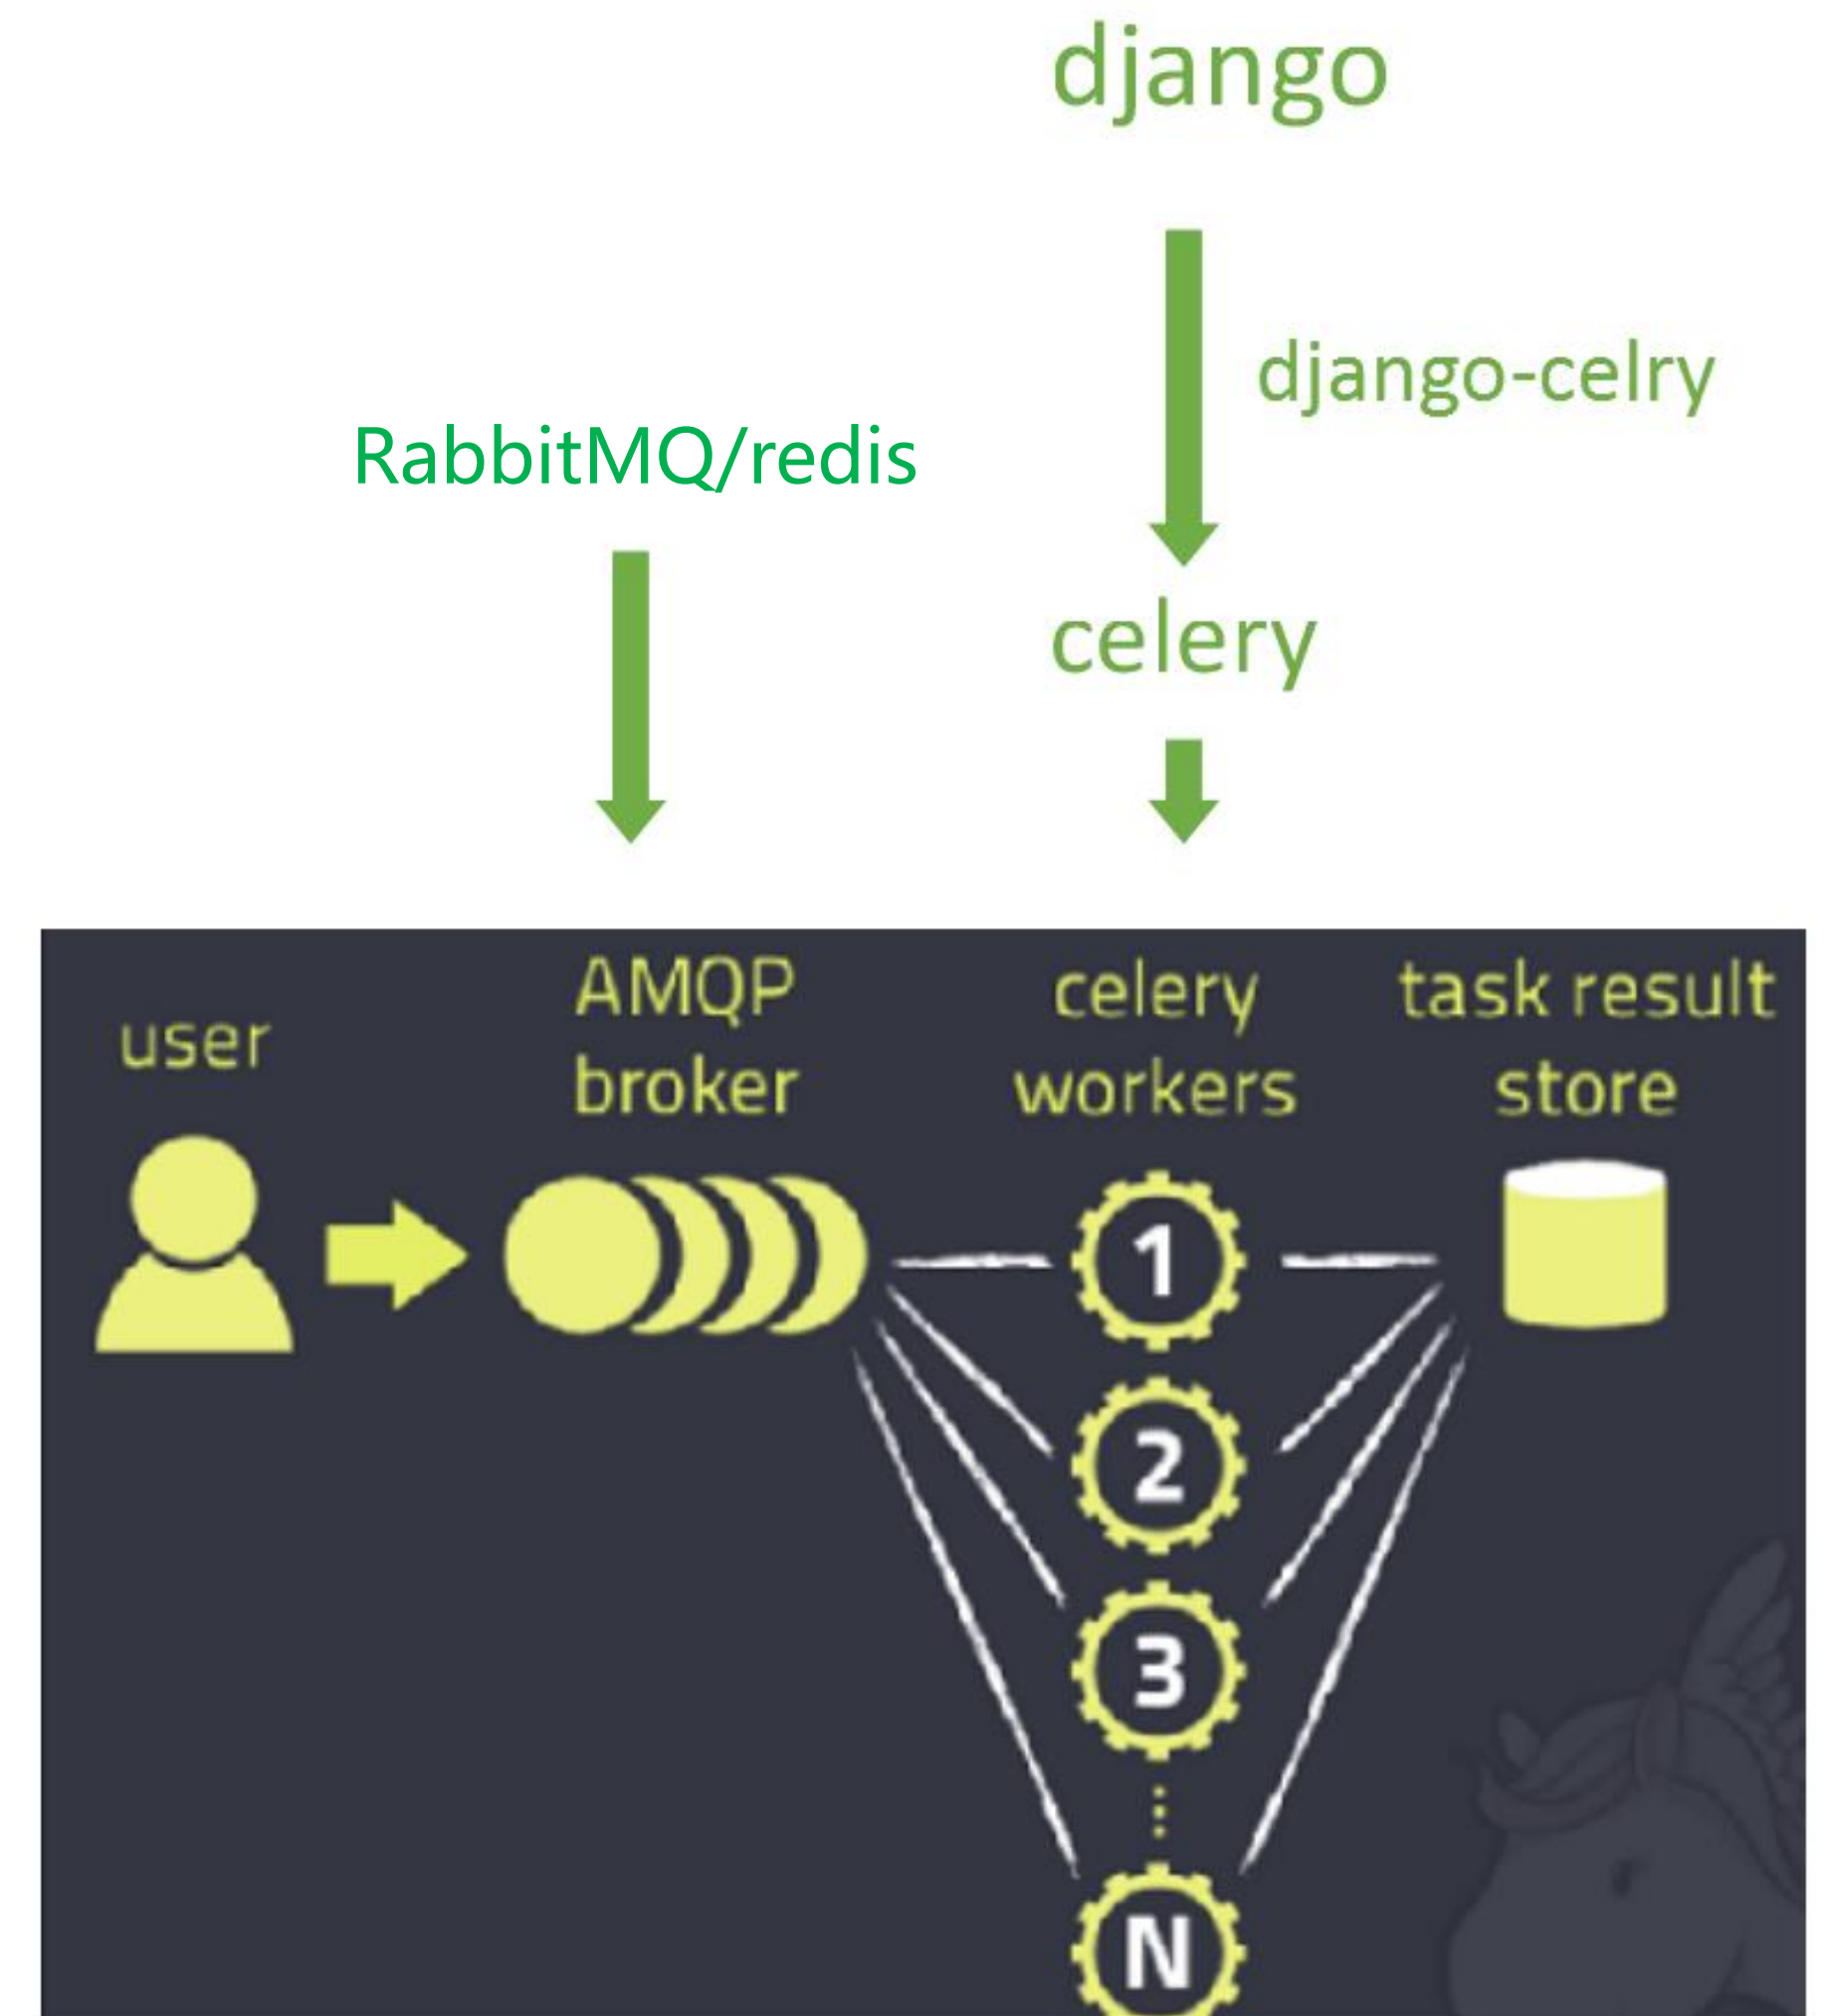 django
django-celry
RabbitMQ/redis
celery
user
AMQP
broker
celery
workers
task result
store
1
2
3
N